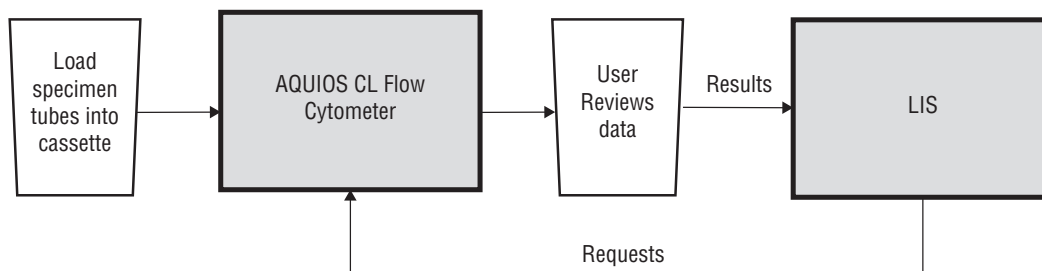 Load
specimen
tubes into
cassette
AQUIOS CL Flow
Cytometer
User
Reviews
data
Results
LIS
Requests